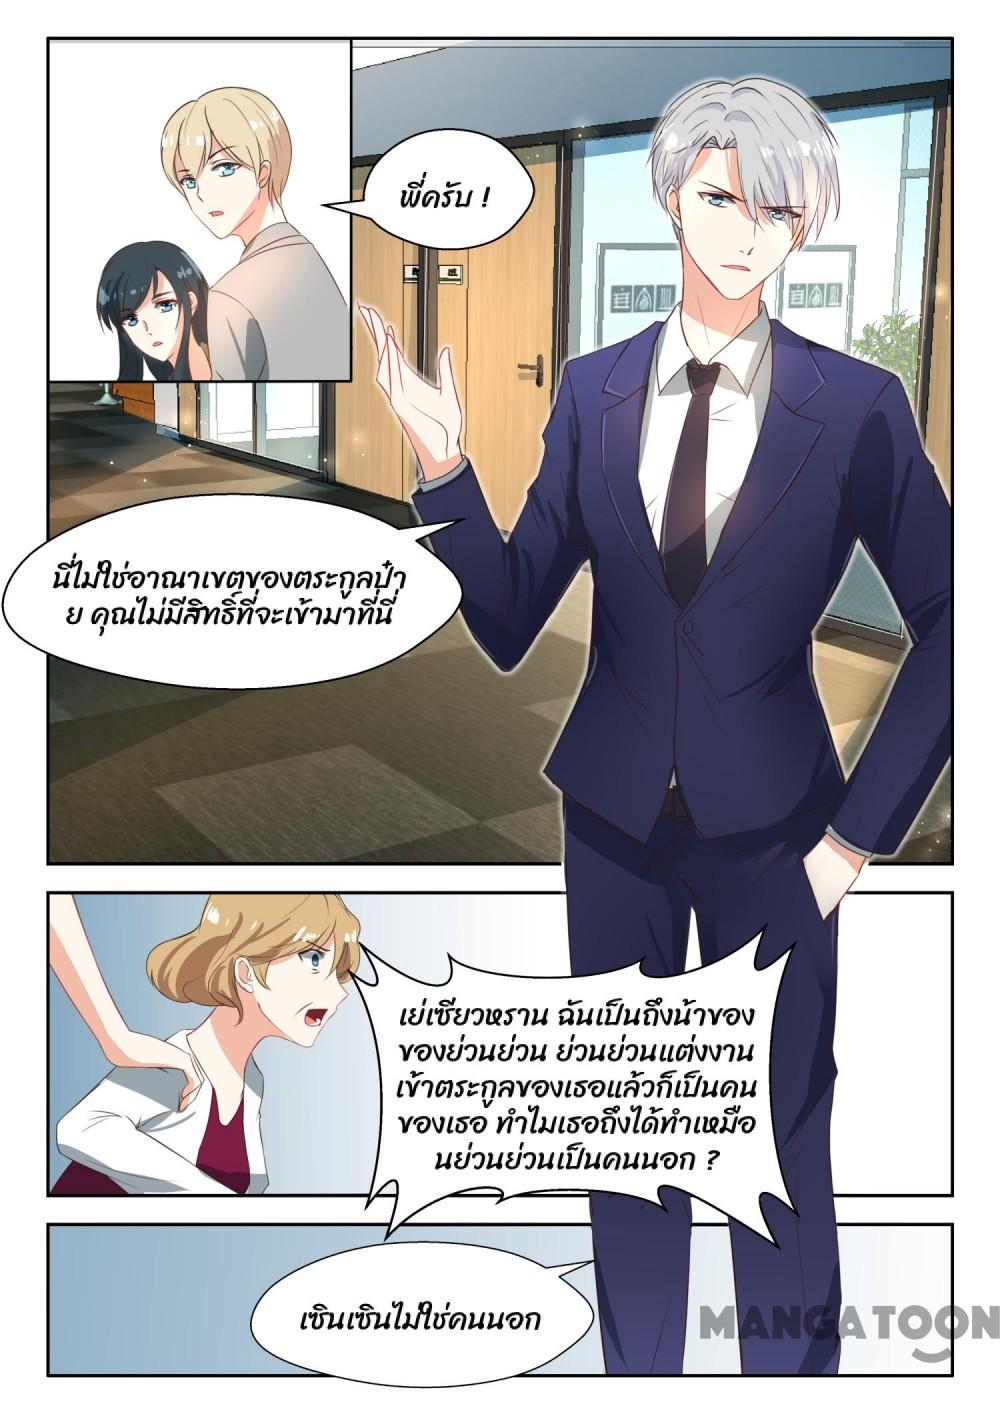 พี่ครับ !
นี่ไม่ใช่อาณาเขตของตระกูลป๋า
ย คุณไม่มีสิทธิ์ที่จะเข้ามาที่นี่
เย่เซียวหราน ฉันเป็นถึงน้าของ
ของย่วนย่วน ย่วนย่วนแต่งงาน
เข้าตระกูลของเธอแล้วก็เป็นคน
ของเธอ ทำไมเธอถึงได้ทำเหมือ
นย่วนย่วนเป็นคนนอก ?
เซินเซินไม่ใช่คนนอก
MANGATOON